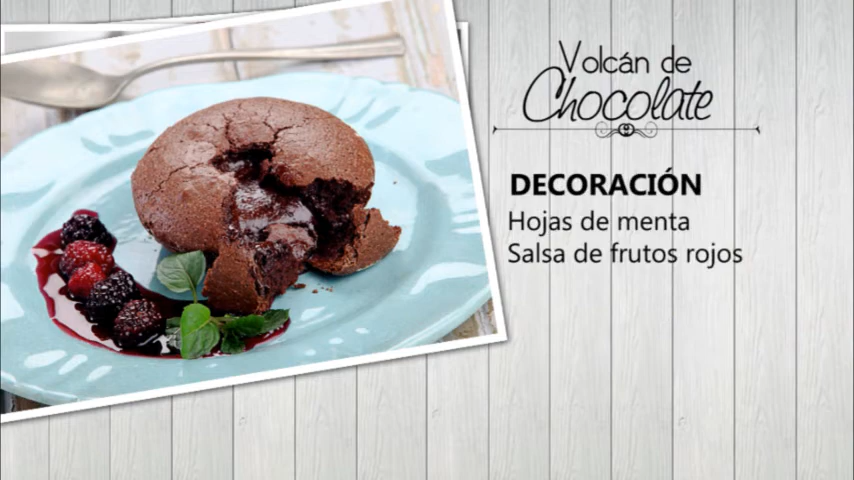 Volcán de
Chocolate
DECORACIÓN
Hojas de menta
Salsa de frutos rojos